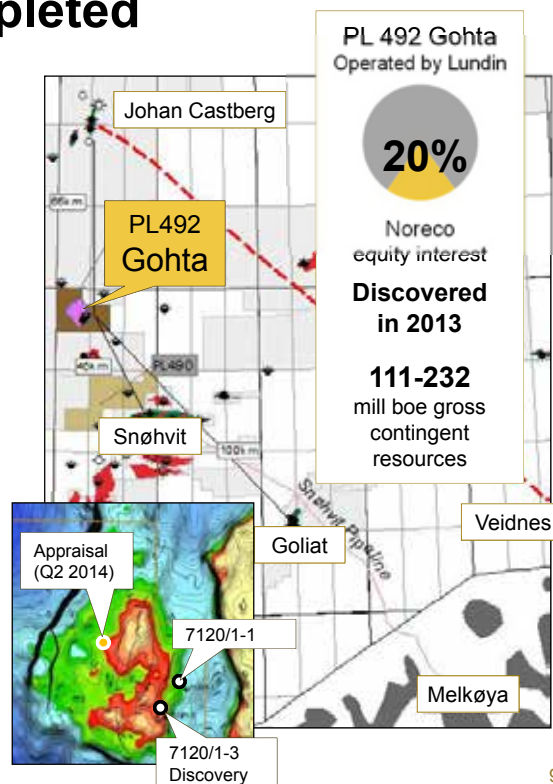 pleted
PL 492 Gohta
Operated by Lundin
20%
Noreco
equity interest
Discovered
in 2013
111-232
mill boe gross
contingent
resources
Johan Castberg
PL492
Gohta
PL490
Snøhvit
100k m
Snøhvit Pipeline
Goliat
Veidnes
Melkøya
Appraisal
(Q2 2014)
7120/1-1
7120/1-3
Discovery
9